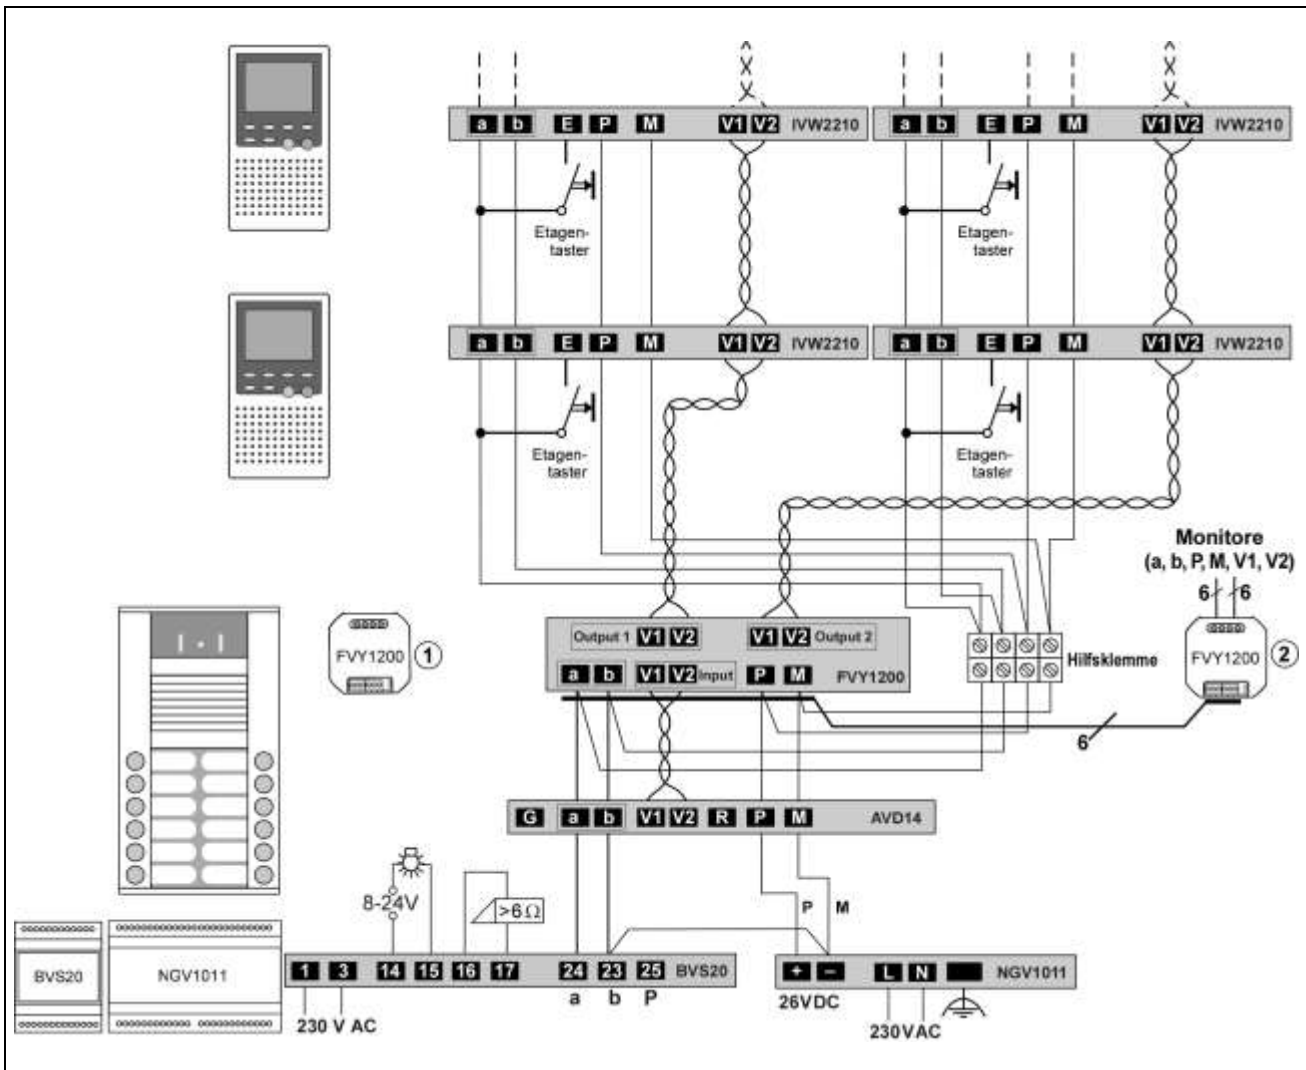 a b E P M V1 V2 IVW2210
a b E P M V1 V2 IVW2210
Etagen-
taster
Etagen-
taster
a b E P M V1 V2 IVW2210
a b E P M V1 V2 IVW2210
Etagen-
taster
Etagen-
taster
Monitore
(a, b, P, M, V1, V2)
6 6
FVY1200 1
Output 1 V1 V2 V1 V2 Output 2
a b V1 V2 Input P M FVY1200
Hilfsklemme
FVY1200 2
6
G a b V1 V2 R P M AVD14
8-24V
>6 Ω
P M
BVS20
NGV1011
1 3 14 15 16 17 24 23 25 BVS20
a b P
230 V AC
+ – L N NGV1011
26VDC
230VAC